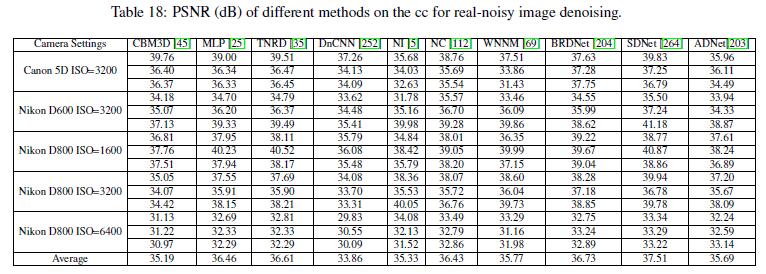 Table 18: PSNR (dB) of different methods on the cc for real-noisy image denoising.
Camera Settings CBM3D [45] MLP [25] TNRD [35] DnCNN [252] NI [5] NC [112] WNNM [69] BRDNet [204] SDNet [264] ADNet [203]
39.76 39.00 39.51 37.26 35.68 38.76 37.51 37.63 39.83 35.96
Canon 5D ISO=3200 36.40 36.34 36.47 34.13 34.03 35.69 33.86 37.28 37.25 36.11
36.37 36.33 36.45 34.09 32.63 35.54 31.43 37.75 36.79 34.49
34.18 34.70 34.79 33.62 31.78 35.57 33.46 34.55 35.50 33.94
Nikon D600 ISO=3200 35.07 36.20 36.37 34.48 35.16 36.70 36.09 35.99 37.24 34.33
37.13 39.33 39.49 35.41 39.98 39.28 39.86 38.62 41.18 38.87
36.81 37.95 38.11 35.79 34.84 38.01 36.35 39.22 38.77 37.61
Nikon D800 ISO=1600 37.76 40.23 40.52 36.08 38.42 39.05 39.99 39.67 40.87 38.24
37.51 37.94 38.17 35.48 35.79 38.20 37.15 39.04 38.86 36.89
35.05 37.55 37.69 34.08 38.36 38.07 38.60 38.28 39.94 37.20
Nikon D800 ISO=3200 34.07 35.91 35.90 33.70 35.53 35.72 36.04 37.18 36.78 35.67
34.42 38.15 38.21 33.31 40.05 36.76 39.73 38.85 39.78 38.09
31.13 32.69 32.81 29.83 34.08 33.49 33.29 32.75 33.34 32.24
Nikon D800 ISO=6400 31.22 32.33 32.33 30.55 32.13 32.79 31.16 33.24 33.29 32.59
30.97 32.29 32.29 30.09 31.52 32.86 31.98 32.89 33.22 33.14
Average 35.19 36.46 36.61 33.86 35.33 36.43 35.77 36.73 37.51 35.69